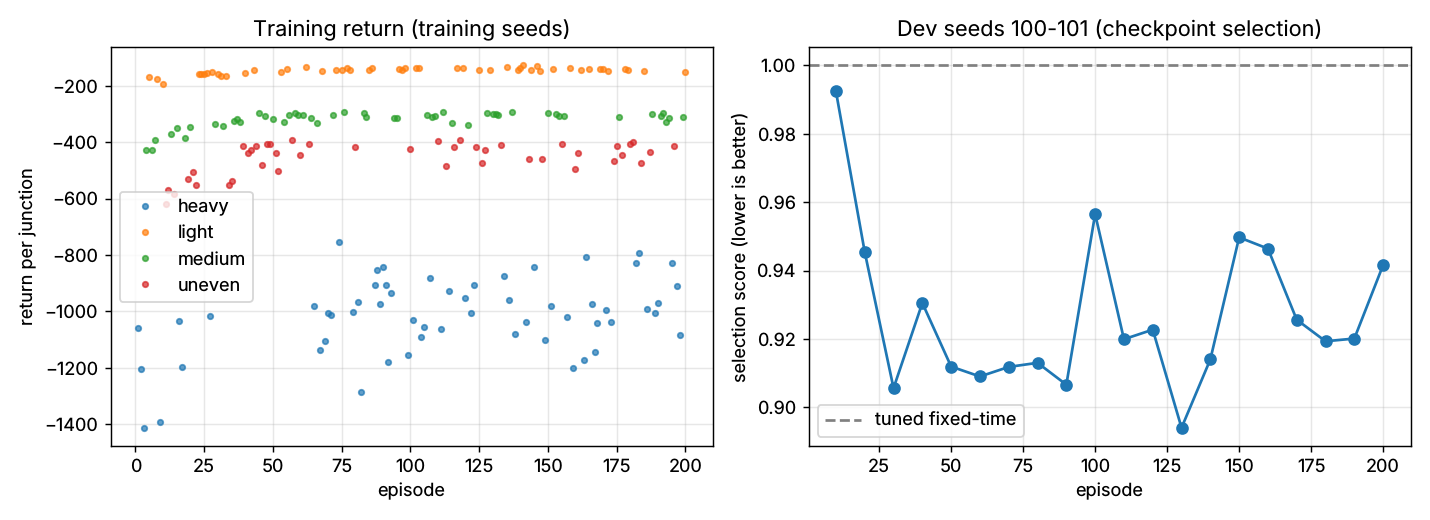 Training return (training seeds)
return per junction
−200
−400
−600
−800
−1000
−1200
−1400
heavy
light
medium
uneven
0
25
50
75
100
125
150
175
200
episode
Dev seeds 100-101 (checkpoint selection)
selection score (lower is better)
1.00
0.98
0.96
0.94
0.92
0.90
tuned fixed-time
25
50
75
100
125
150
175
200
episode